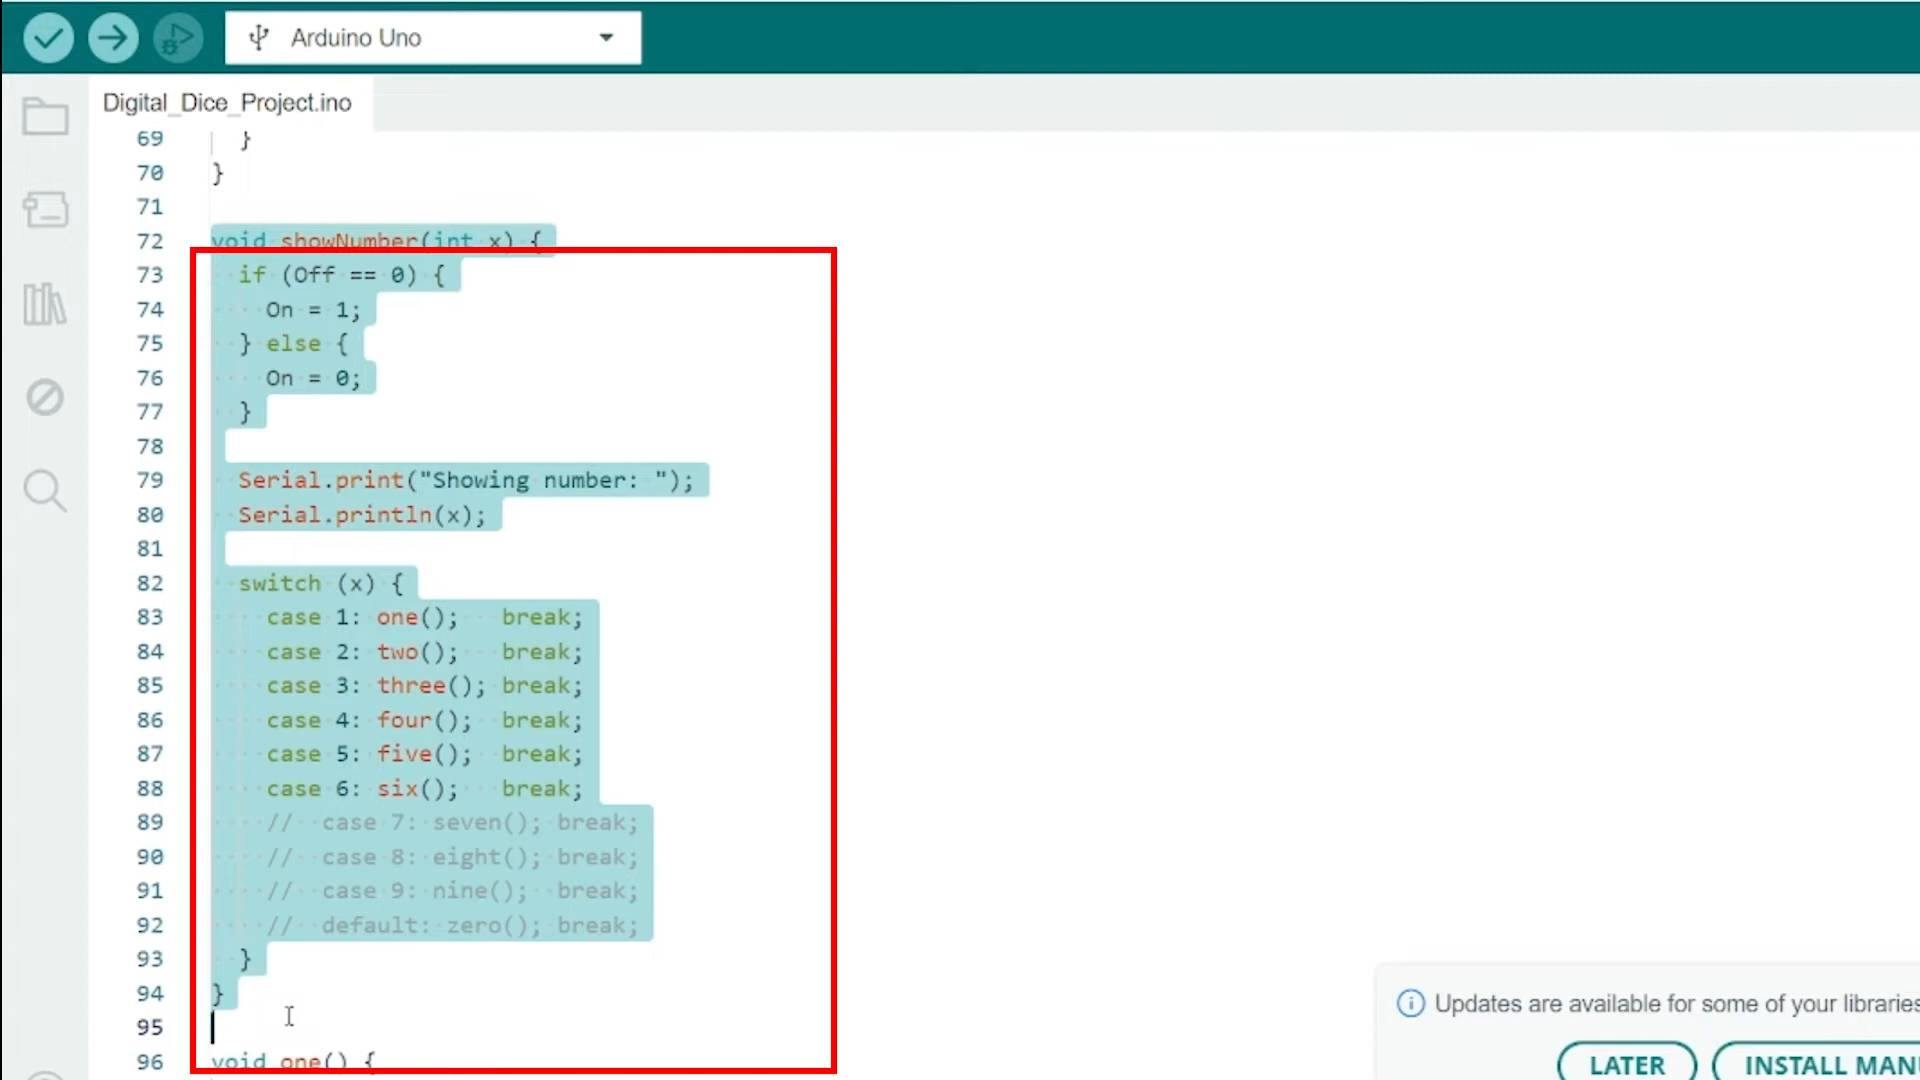 Arduino Uno
Digital_Dice_Project.ino
69 }
70 }
71
72 void showNumber(int x) {
73 if (Off == 0) {
74 On = 1;
75 } else {
76 On = 0;
77 }
78
79 Serial.print("Showing number: ");
80 Serial.println(x);
81
82 switch (x) {
83 case 1: one(); break;
84 case 2: two(); break;
85 case 3: three(); break;
86 case 4: four(); break;
87 case 5: five(); break;
88 case 6: six(); break;
89 // case 7: seven(); break;
90 // case 8: eight(); break;
91 // case 9: nine(); break;
92 // default: zero(); break;
93 }
94 }
95
96 void one() {
Updates are available for some of your libraries
LATER INSTALL MAN